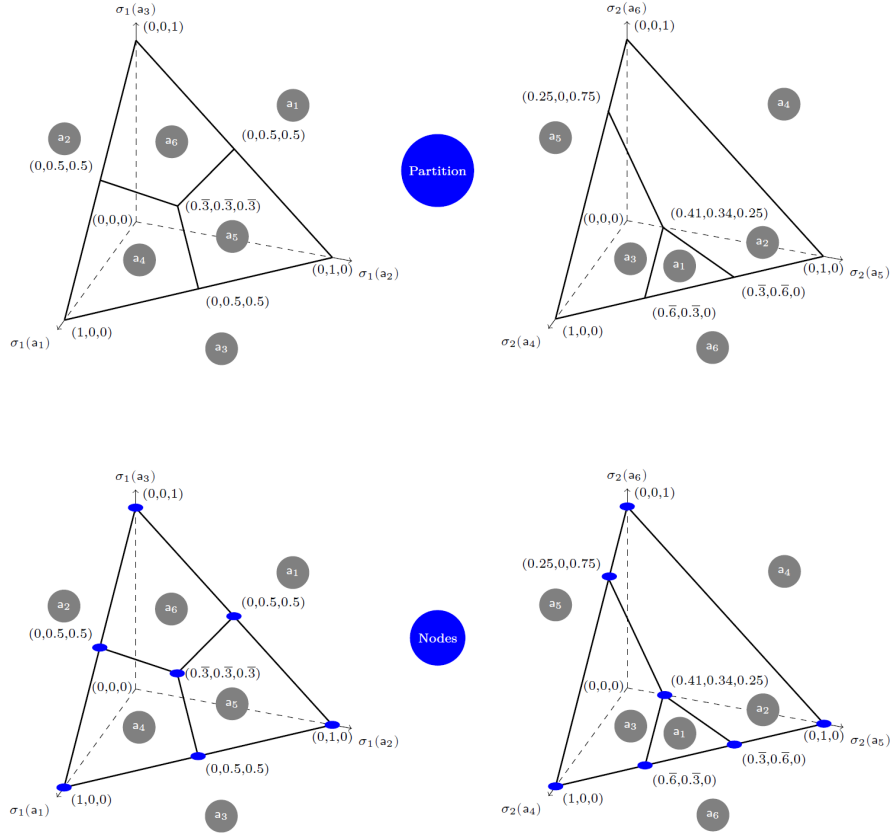 σ₁(a₃)
(0,0,1)
a₁
a₂
a₆
(0,0.5,0.5)
(0,0.5,0.5)
(0.3̅,0.3̅,0.3̅)
(0,0,0)
a₅
a₄
(0,1,0)
σ₁(a₂)
(0,0.5,0.5)
(1,0,0)
σ₁(a₁)
a₃
Partition
σ₂(a₆)
(0,0,1)
(0.25,0,0.75)
a₄
a₅
(0.41,0.34,0.25)
(0,0,0)
a₂
a₃
a₁
(0,1,0)
σ₂(a₅)
(0.3̅,0.6̅,0)
(0.6̅,0.3̅,0)
(1,0,0)
σ₂(a₄)
a₆
σ₁(a₃)
(0,0,1)
a₁
a₂
a₆
(0,0.5,0.5)
(0,0.5,0.5)
(0.3̅,0.3̅,0.3̅)
(0,0,0)
a₅
a₄
(0,1,0)
σ₁(a₂)
(0,0.5,0.5)
(1,0,0)
σ₁(a₁)
a₃
Nodes
σ₂(a₆)
(0,0,1)
(0.25,0,0.75)
a₄
a₅
(0.41,0.34,0.25)
(0,0,0)
a₂
a₃
a₁
(0,1,0)
σ₂(a₅)
(0.3̅,0.6̅,0)
(0.6̅,0.3̅,0)
(1,0,0)
σ₂(a₄)
a₆